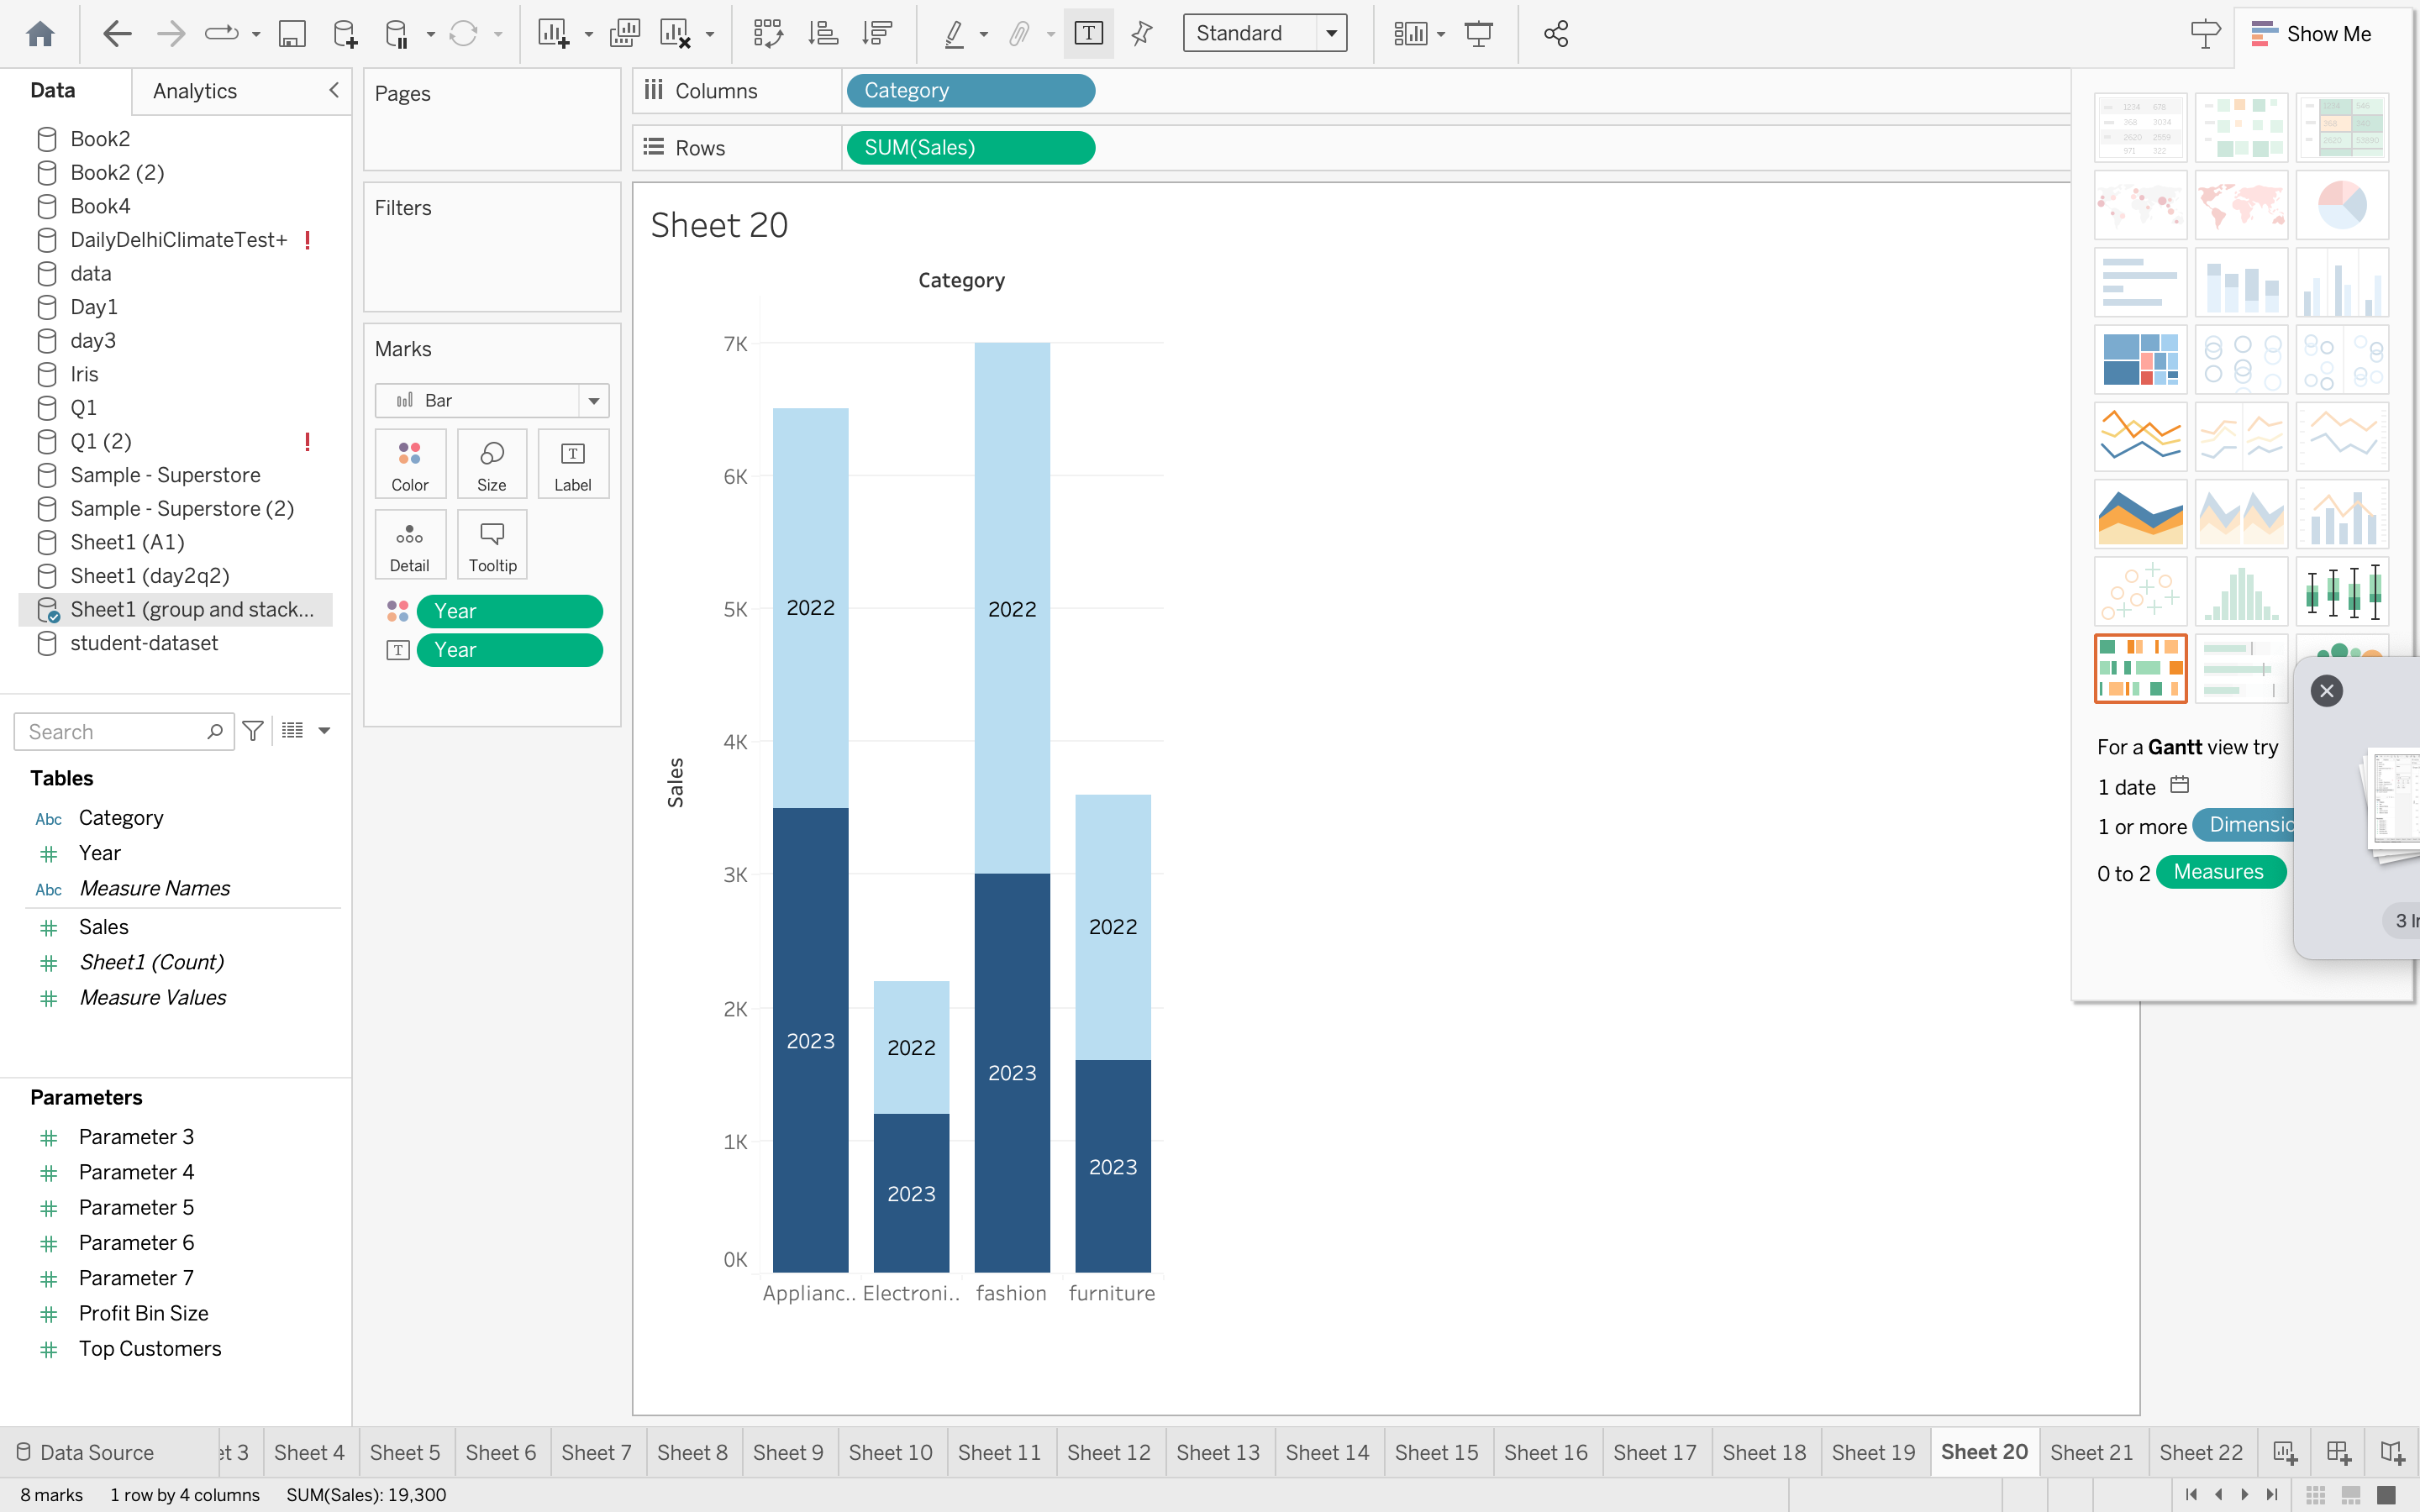 Standard
Show Me
Data
Analytics
Book2
Book2 (2)
Book4
DailyDelhiClimateTest+ !
data
Day1
day3
Iris
Q1
Q1 (2) !
Sample - Superstore
Sample - Superstore (2)
Sheet1 (A1)
Sheet1 (day2q2)
Sheet1 (group and stack...
student-dataset
Search
Tables
Abc Category
Year
Abc Measure Names
Sales
Sheet1 (Count)
Measure Values
Parameters
Parameter 3
Parameter 4
Parameter 5
Parameter 6
Parameter 7
Profit Bin Size
Top Customers
Pages
Filters
Marks
Bar
Color
Size
Label
Detail
Tooltip
Year
Year
Columns
Category
Rows
SUM(Sales)
Sheet 20
Category
Sales
7K
6K
5K
4K
3K
2K
1K
0K
2022
2023
2022
2023
2022
2023
2022
2023
Applianc..
Electroni..
fashion
furniture
For a Gantt view try
1 date
1 or more
0 to 2 Measures
Data Source
Sheet 4
Sheet 5
Sheet 6
Sheet 7
Sheet 8
Sheet 9
Sheet 10
Sheet 11
Sheet 12
Sheet 13
Sheet 14
Sheet 15
Sheet 16
Sheet 17
Sheet 18
Sheet 19
Sheet 20
Sheet 21
Sheet 22
8 marks
1 row by 4 columns
SUM(Sales): 19,300